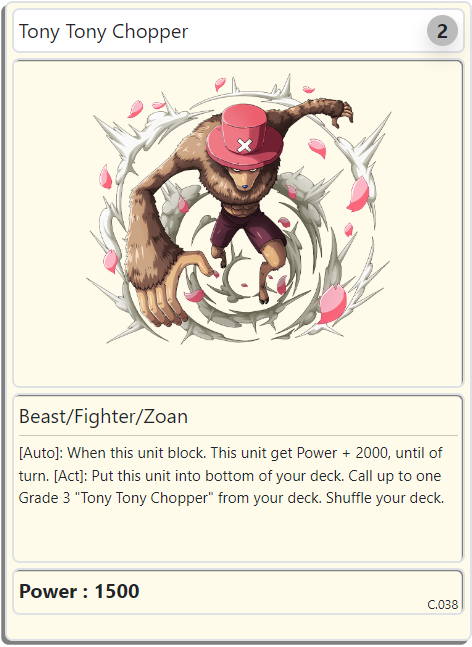 Tony Tony Chopper
2
Beast/Fighter/Zoan
[Auto]: When this unit block. This unit get Power + 2000, until of
turn. [Act]: Put this unit into bottom of your deck. Call up to one
Grade 3 "Tony Tony Chopper" from your deck. Shuffle your deck.
Power : 1500
C.038